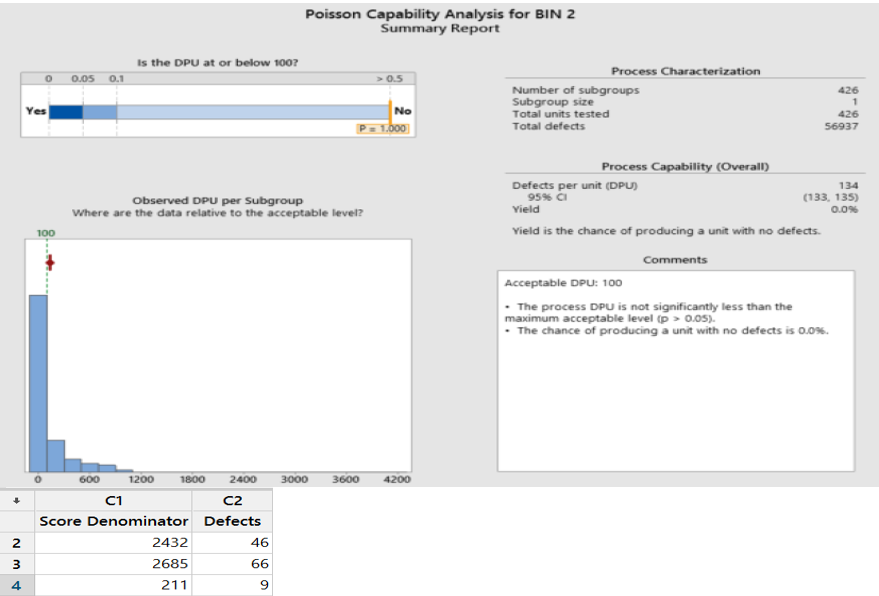 Poisson Capability Analysis for BIN 2
Summary Report
Is the DPU at or below 100?
0 0.05 0.1 > 0.5
Yes No
P = 1.000
Process Characterization
Number of subgroups 426
Subgroup size 1
Total units tested 426
Total defects 56937
Process Capability (Overall)
Defects per unit (DPU) 134
95% CI (133, 135)
Yield 0.0%
Yield is the chance of producing a unit with no defects.
Observed DPU per Subgroup
Where are the data relative to the acceptable level?
100
0 600 1200 1800 2400 3000 3600 4200
Comments
Acceptable DPU: 100
• The process DPU is not significantly less than the
maximum acceptable level (p > 0.05).
• The chance of producing a unit with no defects is 0.0%.
↓ C1 C2
Score Denominator Defects
2 2432 46
3 2685 66
4 211 9